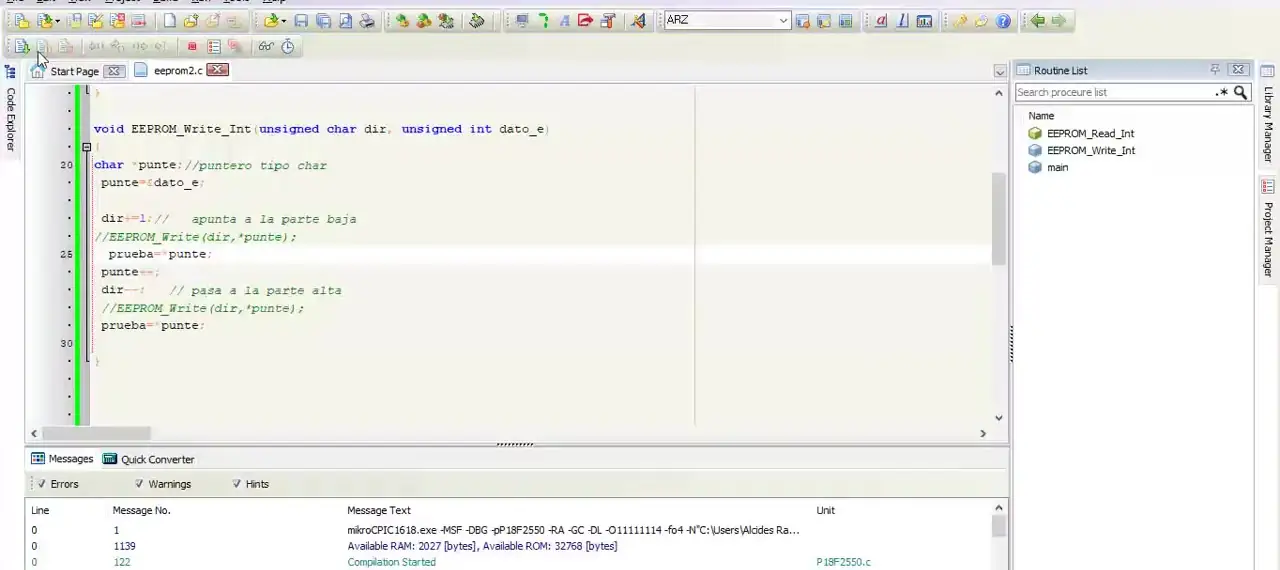 ARZ
Start Page
eeprom2.c
Routine List
Code Explorer
Library Manager
Project Manager
Search proceure list
Name
EEPROM_Read_Int
EEPROM_Write_Int
main
}
void EEPROM_Write_Int(unsigned char dir, unsigned int dato_e)
{
20 char *punte;//puntero tipo char
punte=&dato_e;
dir+=1;// apunta a la parte baja
//EEPROM_Write(dir,*punte);
25 prueba=*punte;
punte++;
dir--; // pasa a la parte alta
//EEPROM_Write(dir,*punte);
prueba=*punte;
30
}
Messages
Quick Converter
Errors
Warnings
Hints
Line Message No. Message Text Unit
0 1 mikroCPIC1618.exe -MSF -DBG -pP18F2550 -RA -GC -DL -O11111114 -fo4 -N"C:\Users\Alcides Ra...
0 1139 Available RAM: 2027 [bytes], Available ROM: 32768 [bytes]
0 122 Compilation Started P18F2550.c